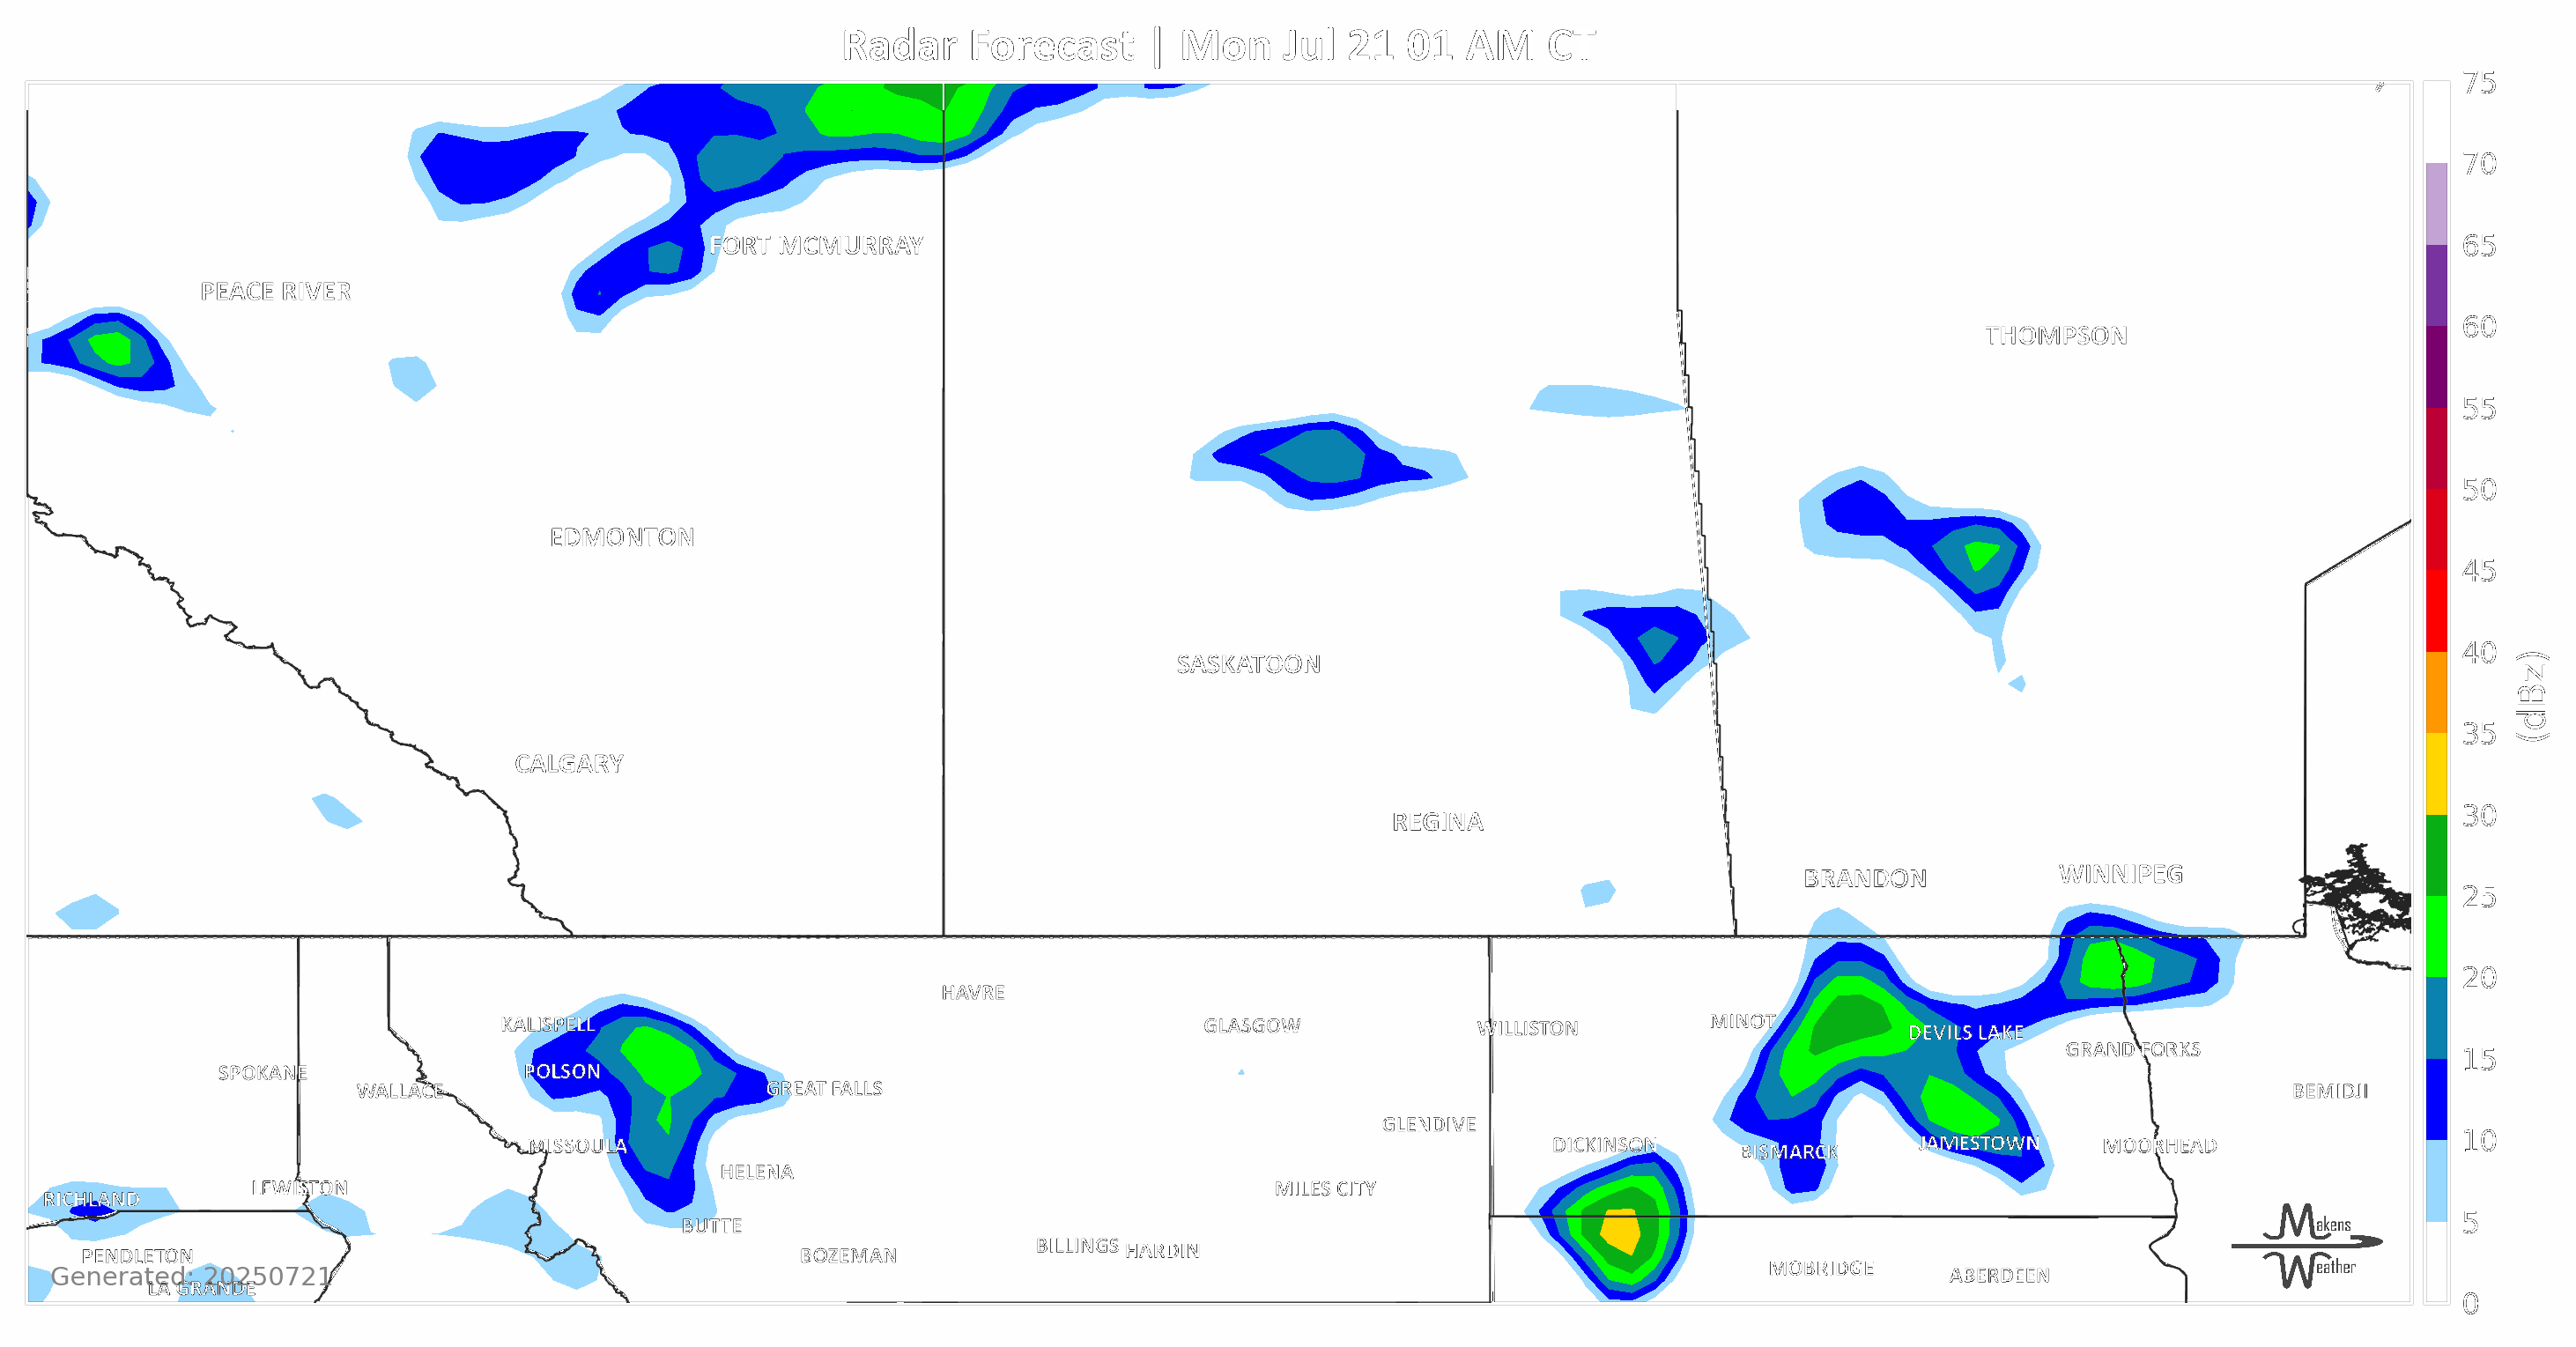 Radar Forecast | Mon Jul 21 01 AM CT
75
70
65
60
55
50
45
40
35
30
25
20
15
10
5
0
(dBz)
FORT MCMURRAY
PEACE RIVER
THOMPSON
EDMONTON
SASKATOON
CALGARY
REGINA
BRANDON
WINNIPEG
HAVRE
KALISPELL
GLASGOW
WILLISTON
MINOT
DEVILS LAKE
GRAND FORKS
SPOKANE
POLSON
WALLACE
GREAT FALLS
BEMIDJI
GLENDIVE
MISSOULA
DICKINSON
BISMARCK
JAMESTOWN
MOORHEAD
HELENA
LEWISTON
MILES CITY
RICHLAND
BUTTE
PENDLETON
BOZEMAN
BILLINGS
HARDIN
MOBRIDGE
ABERDEEN
Generated: 20250721
LA GRANDE
Makens
Weather